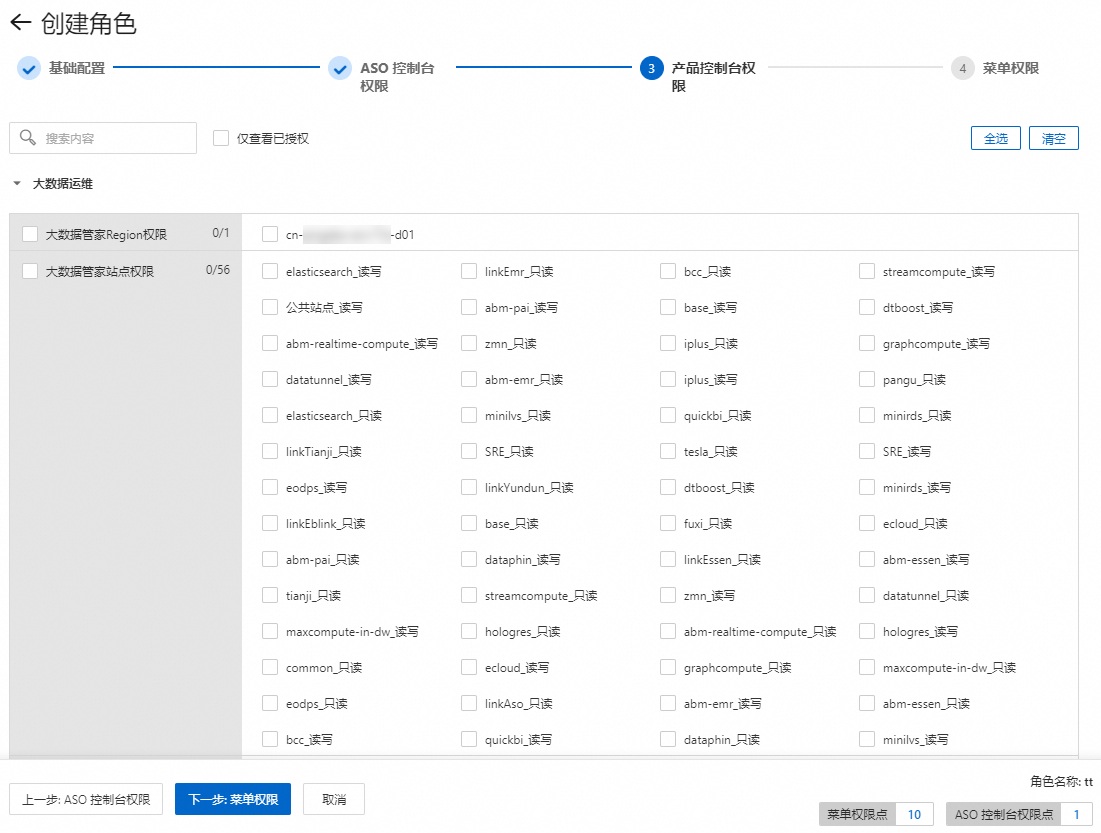 创建角色
基础配置
ASO 控制台
权限
3
产品控制台权
限
4
菜单权限
搜索内容
仅查看已授权
全选
清空
大数据运维
大数据管家Region权限 0/1
cn- -d01
大数据管家站点权限 0/56
elasticsearch_读写 linkEmr_只读 bcc_只读 streamcompute_读写
公共站点_读写 abm-pai_读写 base_读写 dtboost_读写
abm-realtime-compute_读写 zmn_只读 iplus_只读 graphcompute_读写
datatunnel_读写 abm-emr_只读 iplus_读写 pangu_只读
elasticsearch_只读 minilvs_只读 quickbi_只读 minirds_只读
linkTianji_只读 SRE_只读 tesla_只读 SRE_读写
eodps_读写 linkYundun_只读 dtboost_只读 minirds_读写
linkEblink_只读 base_只读 fuxi_只读 ecloud_只读
abm-pai_只读 dataphin_读写 linkEssen_只读 abm-essen_读写
tianji_只读 streamcompute_只读 zmn_读写 datatunnel_只读
maxcompute-in-dw_读写 hologres_只读 abm-realtime-compute_只读 hologres_读写
common_只读 ecloud_读写 graphcompute_只读 maxcompute-in-dw_只读
eodps_只读 linkAso_只读 abm-emr_读写 abm-essen_只读
bcc_读写 quickbi_读写 dataphin_只读 minilvs_读写
角色名称: tt
上一步: ASO 控制台权限
下一步: 菜单权限
取消
菜单权限点 10
ASO 控制台权限点 1